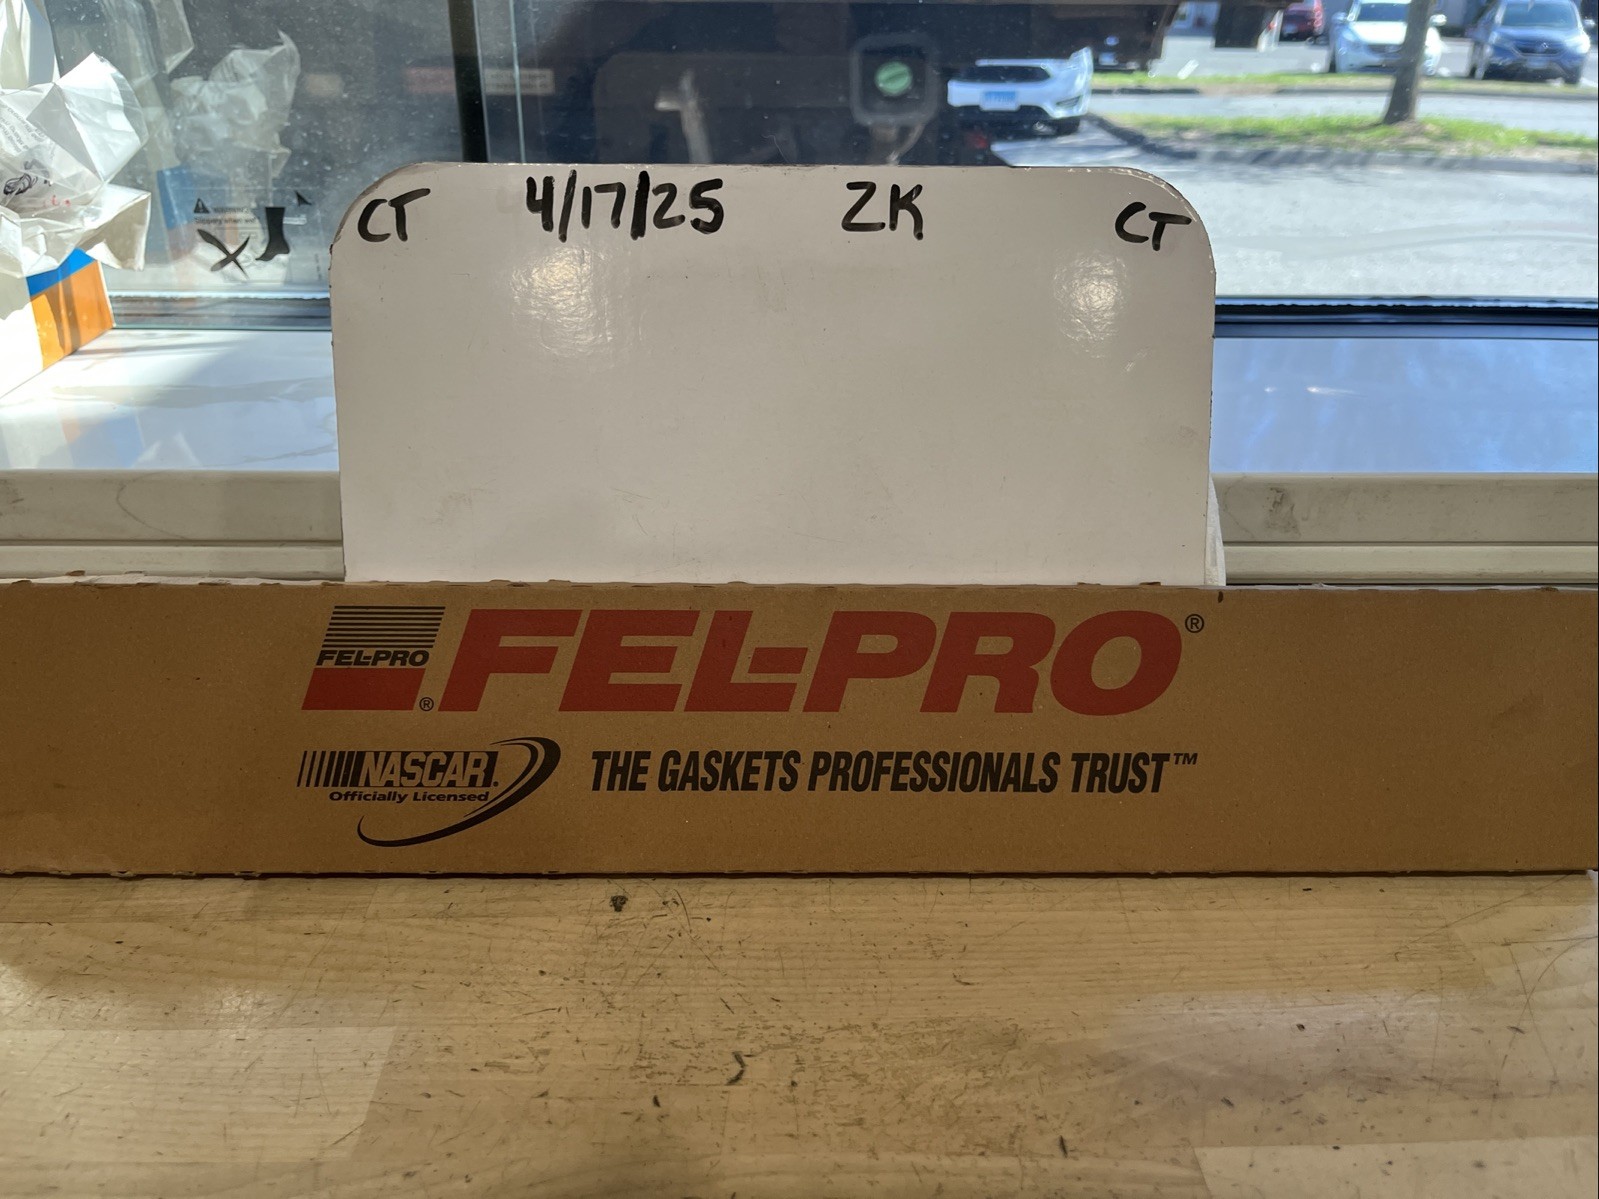 CT 4/17/25 ZK CT
FEL-PRO ® FEL-PRO®
NASCAR.
Officially Licensed
THE GASKETS PROFESSIONALS TRUST™